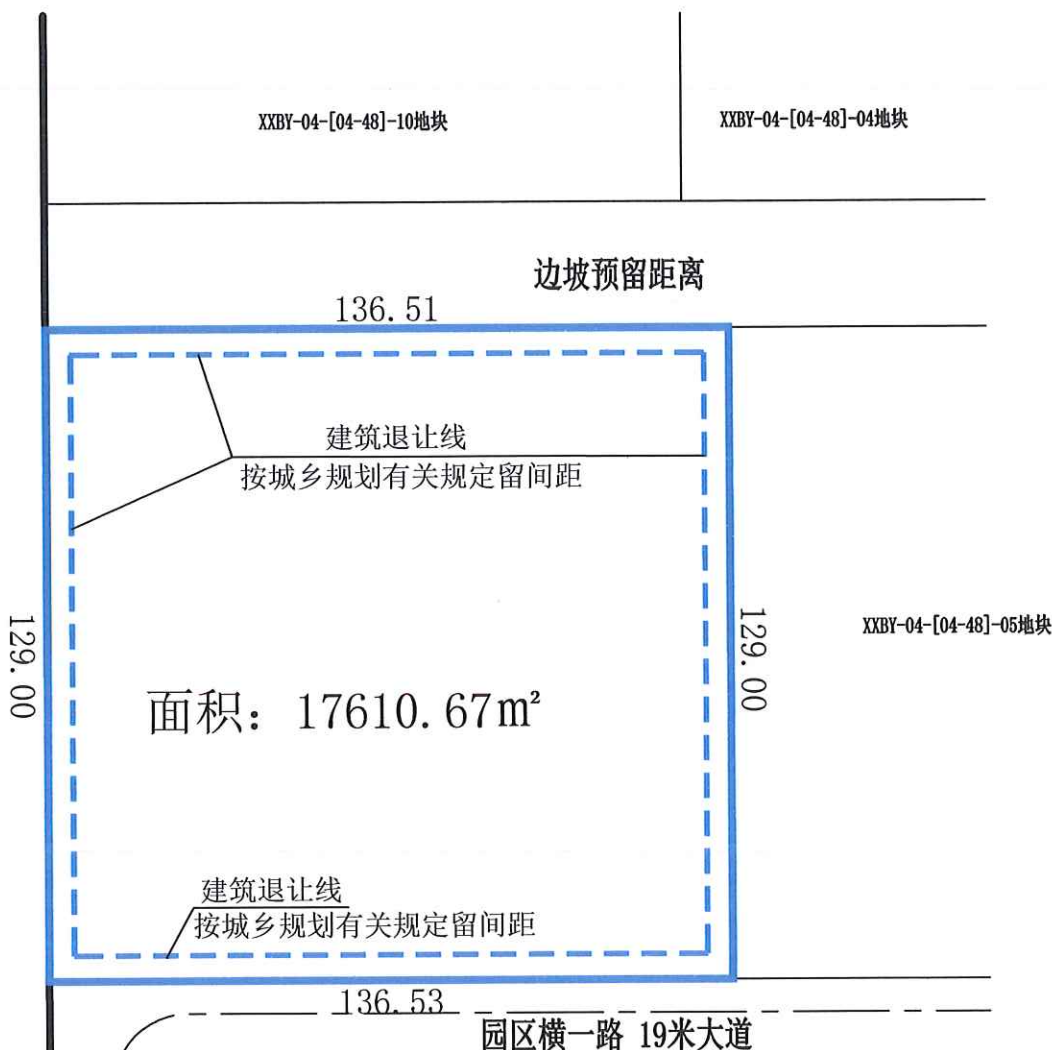 XXBY-04-[04-48]-10地块
XXBY-04-[04-48]-04地块
边坡预留距离
136.51
建筑退让线
按城乡规划有关规定留间距
129.00
129.00
XXBY-04-[04-48]-05地块
面积：17610.67m²
建筑退让线
按城乡规划有关规定留间距
136.53
园区横一路 19米大道